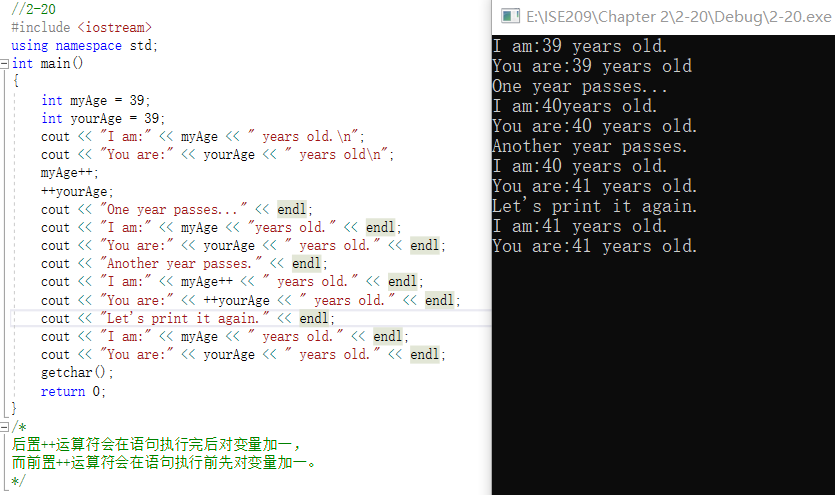 //2-20
#include <iostream>
using namespace std;
int main()
{
int myAge = 39;
int yourAge = 39;
cout << "I am:" << myAge << " years old.\n";
cout << "You are:" << yourAge << " years old\n";
myAge++;
++yourAge;
cout << "One year passes..." << endl;
cout << "I am:" << myAge << "years old." << endl;
cout << "You are:" << yourAge << " years old." << endl;
cout << "Another year passes." << endl;
cout << "I am:" << myAge++ << " years old." << endl;
cout << "You are:" << ++yourAge << " years old." << endl;
cout << "Let's print it again." << endl;
cout << "I am:" << myAge << " years old." << endl;
cout << "You are:" << yourAge << " years old." << endl;
getchar();
return 0;
}
/*
后置++运算符会在语句执行完后对变量加一，
而前置++运算符会在语句执行前先对变量加一。
*/
E:\ISE209\Chapter 2\2-20\Debug\2-20.exe
I am:39 years old.
You are:39 years old
One year passes...
I am:40years old.
You are:40 years old.
Another year passes.
I am:40 years old.
You are:41 years old.
Let's print it again.
I am:41 years old.
You are:41 years old.